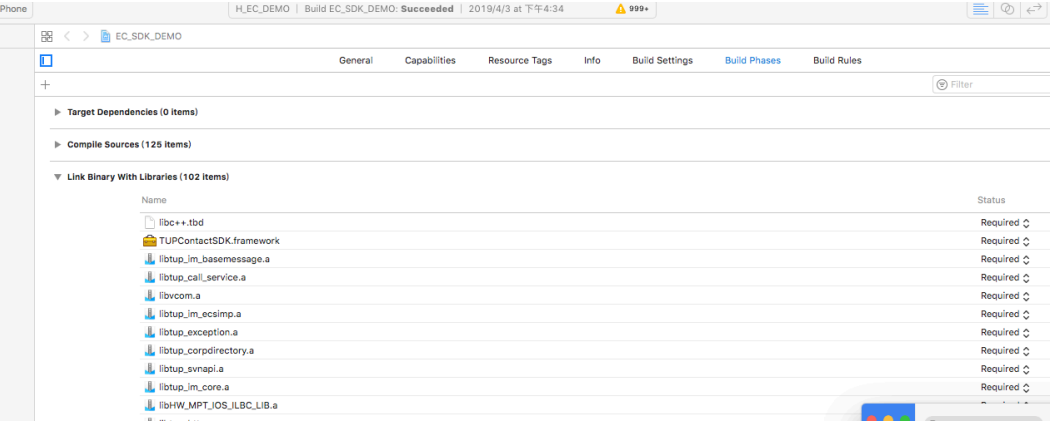 Phone H_EC_DEMO | Build EC_SDK_DEMO: Succeeded | 2019/4/3 at 下午4:34 999+
EC_SDK_DEMO
General Capabilities Resource Tags Info Build Settings Build Phases Build Rules
Filter
Target Dependencies (0 items)
Compile Sources (125 items)
Link Binary With Libraries (102 items)
Name Status
libc++.tbd Required
TUPContactSDK.framework Required
libtup_im_basemessage.a Required
libtup_call_service.a Required
libvcom.a Required
libtup_im_ecsimp.a Required
libtup_exception.a Required
libtup_corpdirectory.a Required
libtup_svnapi.a Required
libtup_im_core.a Required
libHW_MPT_IOS_ILBC_LIB.a